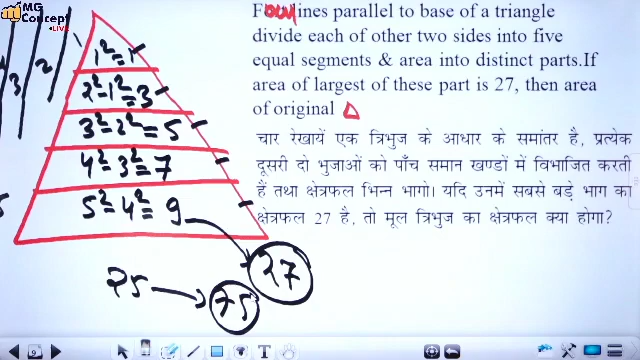 MG Concept
LIVE
Four lines parallel to base of a triangle
divide each of other two sides into five
equal segments & area into distinct parts.If
area of largest of these part is 27, then area
of original Δ
चार रेखायें एक त्रिभुज के आधार के समांतर है, प्रत्येक
दूसरी दो भुजाओं को पाँच समान खण्डों में विभाजित करती
हैं तथा क्षेत्रफल भिन्न भागो। यदि उनमें सबसे बड़े भाग का
क्षेत्रफल 27 है, तो मूल त्रिभुज का क्षेत्रफल क्या होगा?
1² = 1
2²-1² = 3
3²-2² = 5
4²-3² = 7
5²-4² = 9
27
25 → 75
3 2
9
T